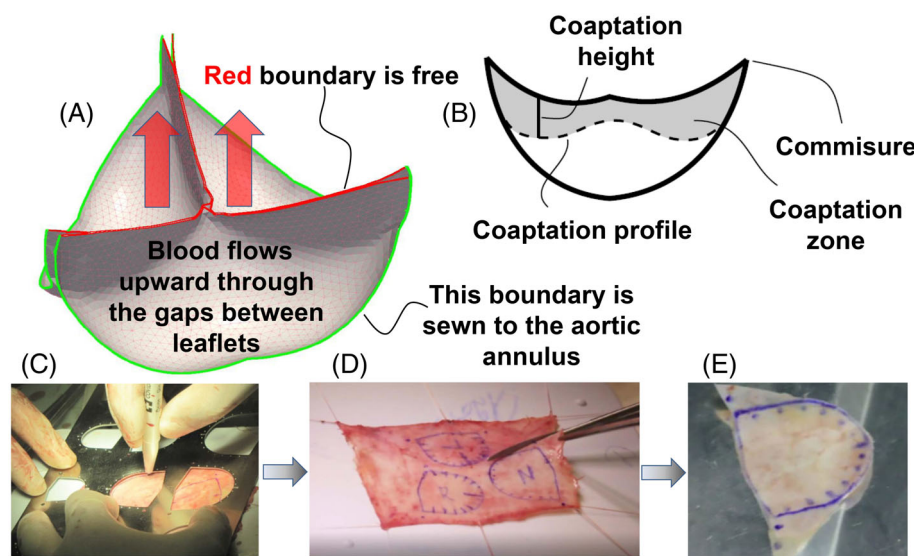 (A)
Red boundary is free
Blood flows
upward through
the gaps between
leaflets
This boundary is
sewn to the aortic
annulus
(B)
Coaptation
height
Commisure
Coaptation
zone
Coaptation profile
(C)
(D)
N
(E)